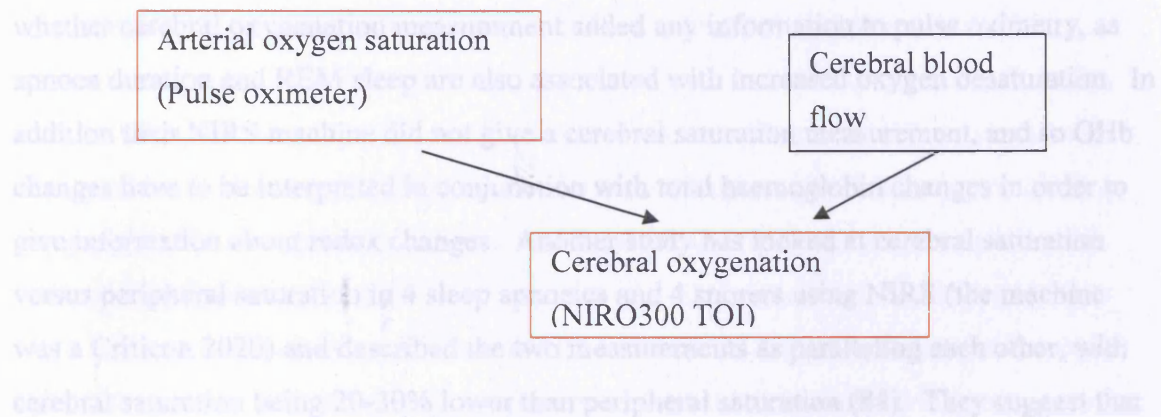 whether cerebral oxygenation measurement added any information to pulse oximetry, as
Arterial oxygen saturation
Cerebral blood
apnoea duration and REM sleep are also associated with increased oxygen desaturation. In
(Pulse oximeter)
flow
addition their NIRS machine did not give a cerebral saturation measurement, and so OHb
changes have to be interpreted in conjunction with total haemoglobin changes in order to
give information about redox changes. Another study has looked at cerebral saturation
Cerebral oxygenation
versus peripheral saturation in 4 sleep apnoeics and 4 snorers using NIRS (the machine
(NIRO300 TOI)
was a Critikon 2020) and described the two measurements as paralleling each other, with
cerebral saturation being 20-30% lower than peripheral saturation (84). They suggest that